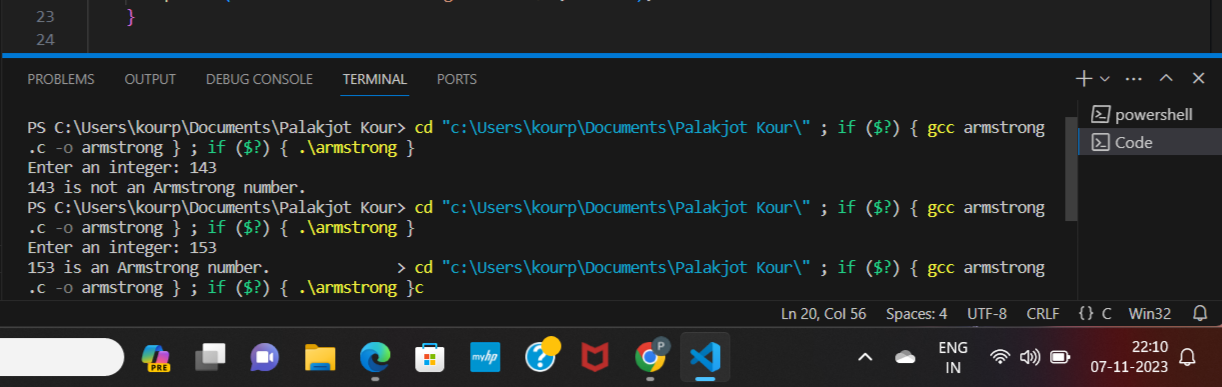 23 }
24
PROBLEMS OUTPUT DEBUG CONSOLE TERMINAL PORTS
PS C:\Users\kourp\Documents\Palakjot Kour> cd "c:\Users\kourp\Documents\Palakjot Kour\" ; if ($?) { gcc armstrong
.c -o armstrong } ; if ($?) { .\armstrong }
Enter an integer: 143
143 is not an Armstrong number.
PS C:\Users\kourp\Documents\Palakjot Kour> cd "c:\Users\kourp\Documents\Palakjot Kour\" ; if ($?) { gcc armstrong
.c -o armstrong } ; if ($?) { .\armstrong }
Enter an integer: 153
153 is an Armstrong number. > cd "c:\Users\kourp\Documents\Palakjot Kour\" ; if ($?) { gcc armstrong
.c -o armstrong } ; if ($?) { .\armstrong }c
powershell
Code
Ln 20, Col 56 Spaces: 4 UTF-8 CRLF {} C Win32
PRE
myhp
?
P
ENG
IN
22:10
07-11-2023